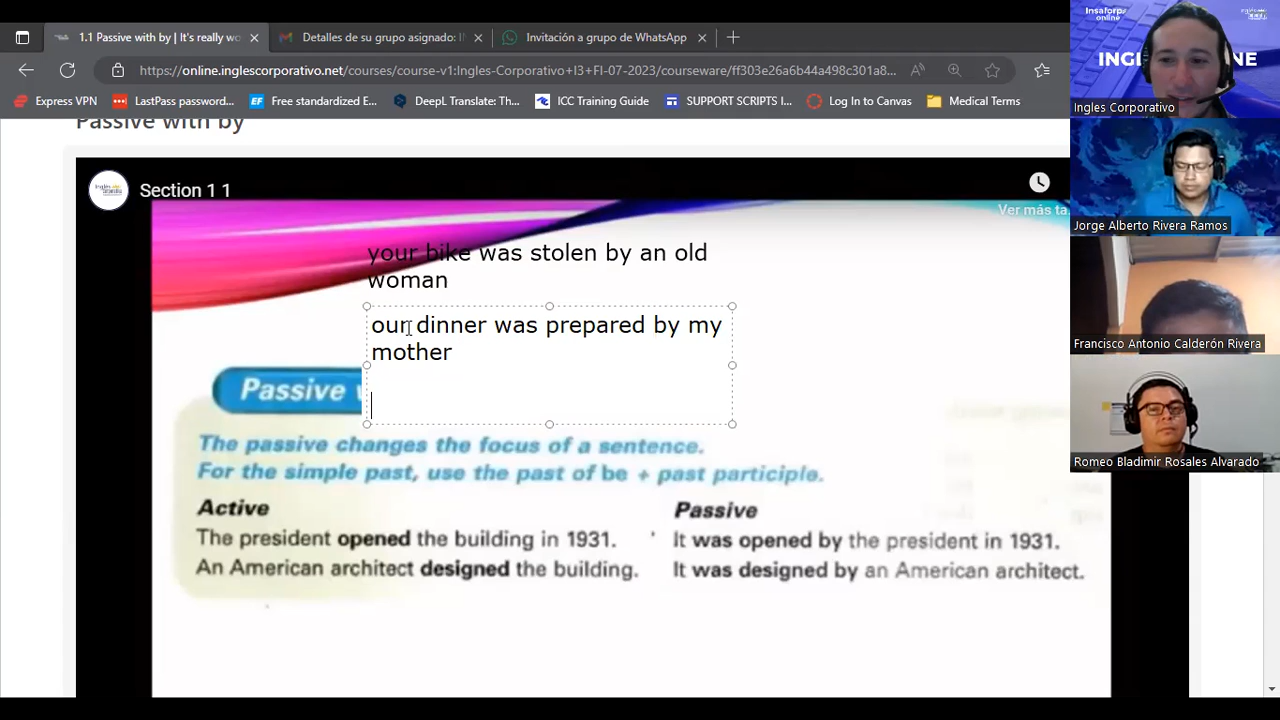 1.1 Passive with by | It's really wo
Detalles de su grupo asignado: II
Invitación a grupo de WhatsApp
https://online.inglescorporativo.net/courses/course-v1:Ingles-Corporativo+I3+FI-07-2023/courseware/ff303e26a6b44a498c301a8...
Express VPN
LastPass password...
Free standardized E...
DeepL Translate: Th...
ICC Training Guide
SUPPORT SCRIPTS I...
Log In to Canvas
Medical Terms
Passive with by
Section 1 1
Ver más ta
your bike was stolen by an old
woman
our dinner was prepared by my
mother
Passive
The passive changes the focus of a sentence.
For the simple past, use the past of be + past participle.
Active
Passive
The president opened the building in 1931.
It was opened by the president in 1931.
An American architect designed the building.
It was designed by an American architect.
Insaforp
online
INGL
ENE
Ingles Corporativo
Jorge Alberto Rivera Ramos
Francisco Antonio Calderón Rivera
Romeo Bladimir Rosales Alvarado